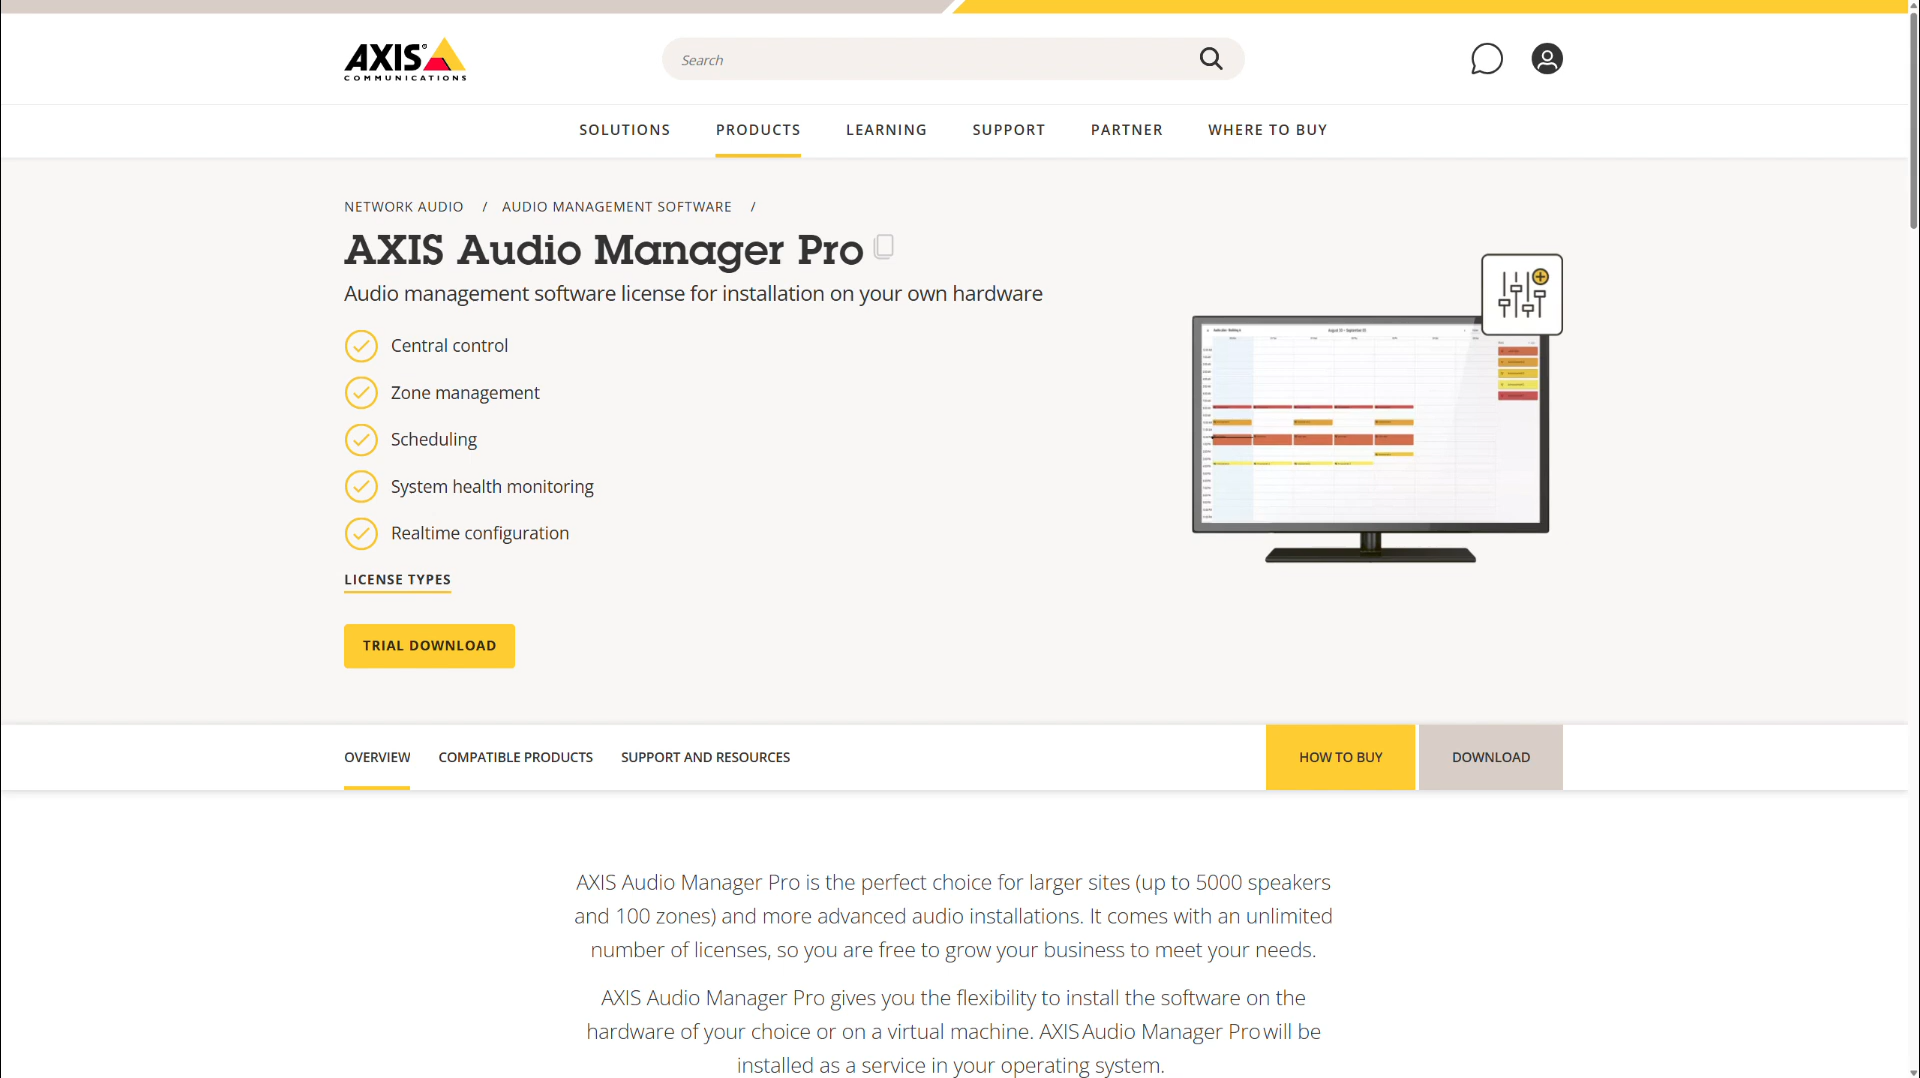 AXIS
COMMUNICATIONS
Search
SOLUTIONS
PRODUCTS
LEARNING
SUPPORT
PARTNER
WHERE TO BUY
NETWORK AUDIO / AUDIO MANAGEMENT SOFTWARE /
AXIS Audio Manager Pro
Audio management software license for installation on your own hardware
Central control
Zone management
Scheduling
System health monitoring
Realtime configuration
LICENSE TYPES
TRIAL DOWNLOAD
OVERVIEW
COMPATIBLE PRODUCTS
SUPPORT AND RESOURCES
HOW TO BUY
DOWNLOAD
AXIS Audio Manager Pro is the perfect choice for larger sites (up to 5000 speakers
and 100 zones) and more advanced audio installations. It comes with an unlimited
number of licenses, so you are free to grow your business to meet your needs.
AXIS Audio Manager Pro gives you the flexibility to install the software on the
hardware of your choice or on a virtual machine. AXIS Audio Manager Pro will be
installed as a service in your operating system.